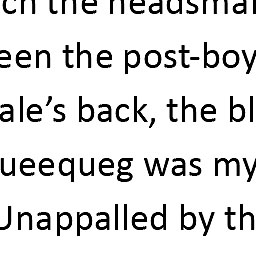 ch the headsma
een the post-boy
ale’s back, the bl
ueequeg was my
Unappalled by th